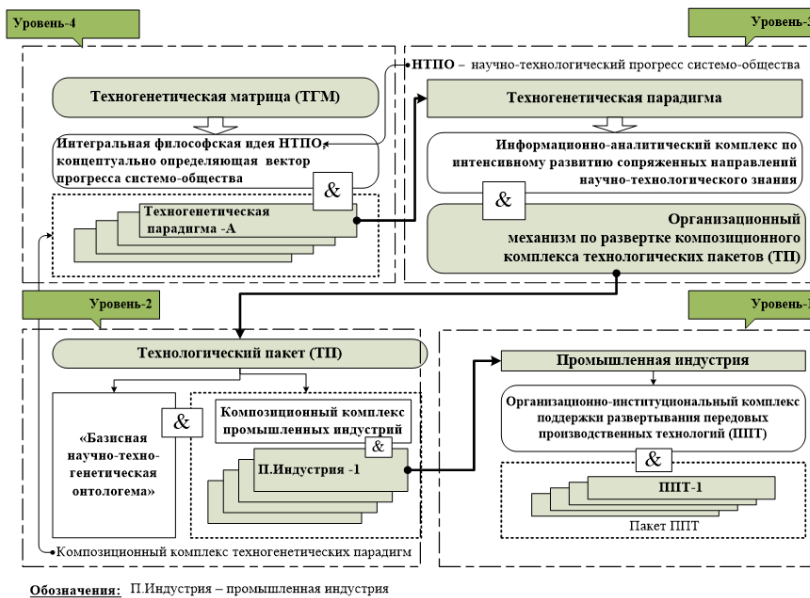 Уровень-4
Техногенетическая матрица (ТГМ)
Интегральная философская идея НТПО,
концептуально определяющая вектор
прогресса системо-общества
&
Техногенетическая
парадигма -А
Уровень-3
НТПО – научно-технологический прогресс системо-общества
Техногенетическая парадигма
Информационно-аналитический комплекс по
интенсивному развитию сопряженных направлений
научно-технологического знания
&
Организационный
механизм по развертке композиционного
комплекса технологических пакетов (ТП)
Уровень-2
Технологический пакет (ТП)
«Базисная
научно-техно-
генетическая
онтологема»
&
Композиционный комплекс
промышленных индустрий
&
П.Индустрия -1
Композиционный комплекс техногенетических парадигм
Промышленная индустрия
Организационно-институциональный комплекс
поддержки развертывания передовых
производственных технологий (ППТ)
&
ППТ-1
Пакет ППТ
Обозначения: П.Индустрия – промышленная индустрия